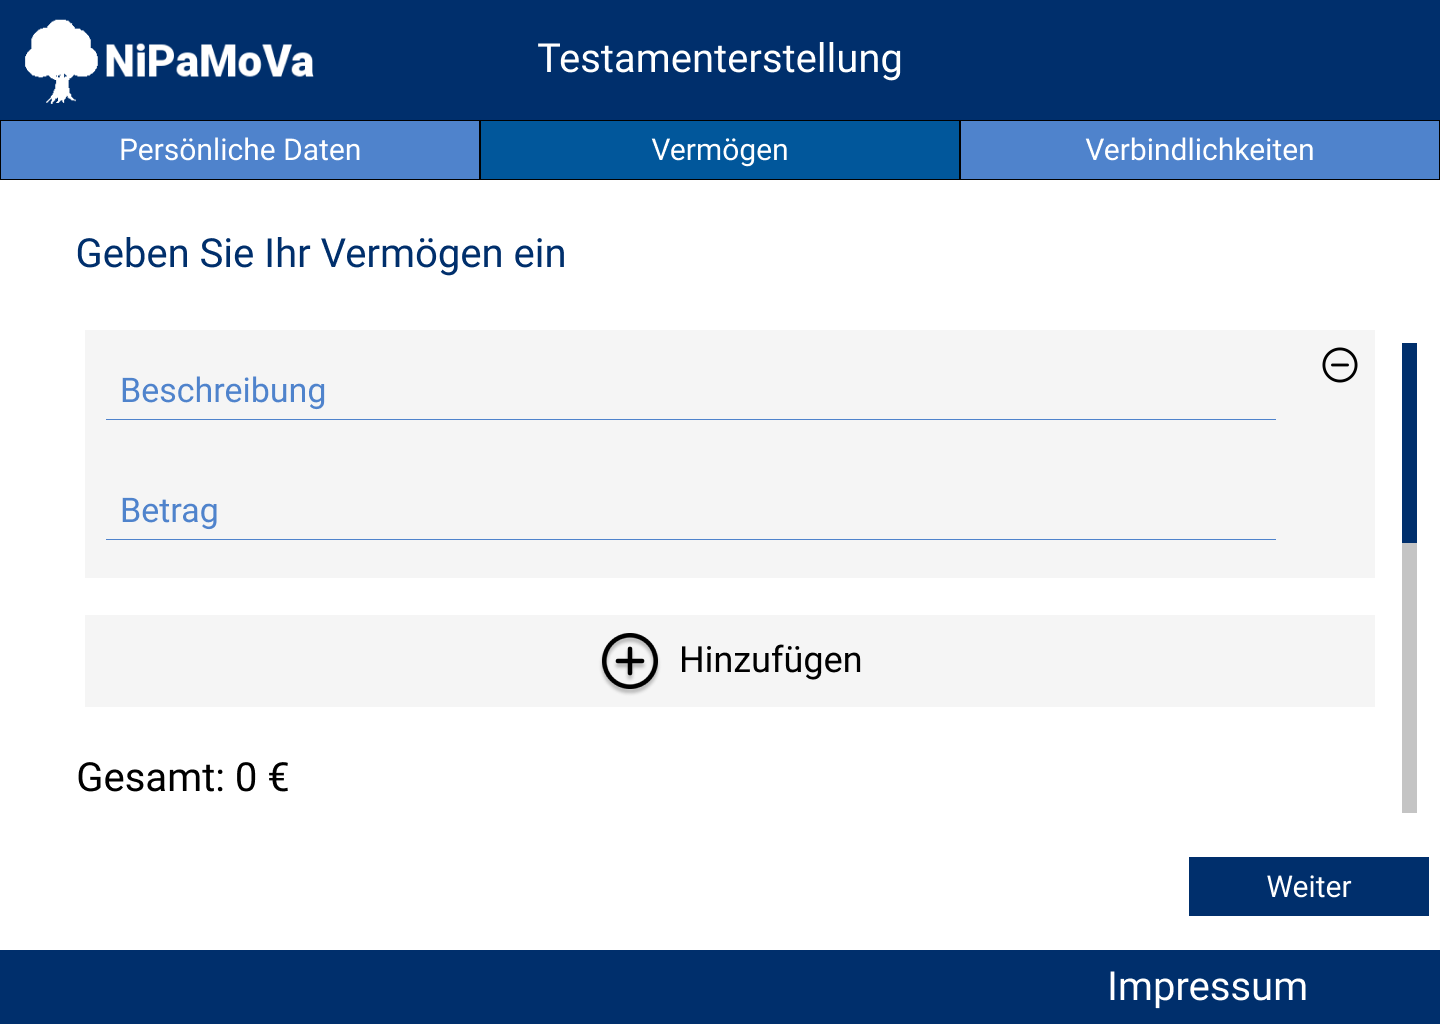 NiPaMoVa
Testamenterstellung
Persönliche Daten
Vermögen
Verbindlichkeiten
Geben Sie Ihr Vermögen ein
Beschreibung
Betrag
Hinzufügen
Gesamt: 0 €
Weiter
Impressum